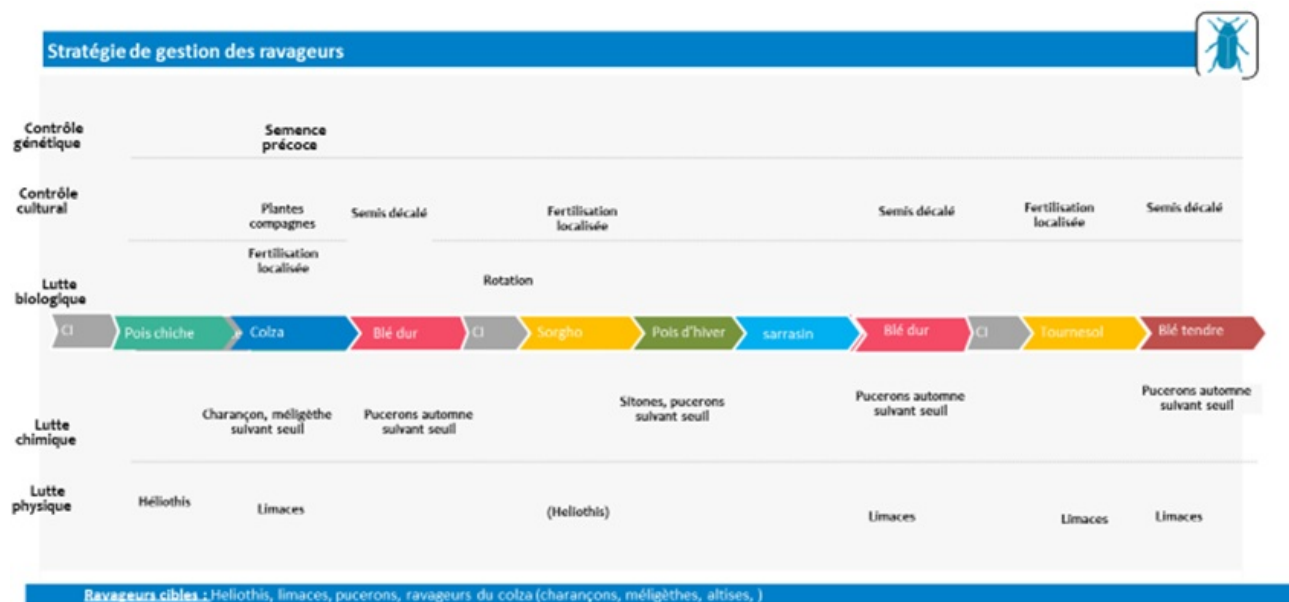 Stratégie de gestion des ravageurs
Contrôle
génétique
Semence
précoce
Contrôle
cultural
Plantes
compagnes
Semis décalé
Fertilisation
localisée
Semis décalé
Fertilisation
localisée
Semis décalé
Fertilisation
localisée
Lutte
biologique
Rotation
CI
Pois chiche
Colza
Blé dur
CI
Sorgho
Pois d'hiver
sarrasin
Blé dur
CI
Tournesol
Blé tendre
Lutte
chimique
Charançon, méligèthe
suivant seuil
Pucerons automne
suivant seuil
Sitones, pucerons
suivant seuil
Pucerons automne
suivant seuil
Pucerons automne
suivant seuil
Lutte
physique
Héliothis
Limaces
(Heliothis)
Limaces
Limaces
Limaces
Ravageurs cibles : Heliothis, limaces, pucerons, ravageurs du colza (charançons, méligèthes, altises, )